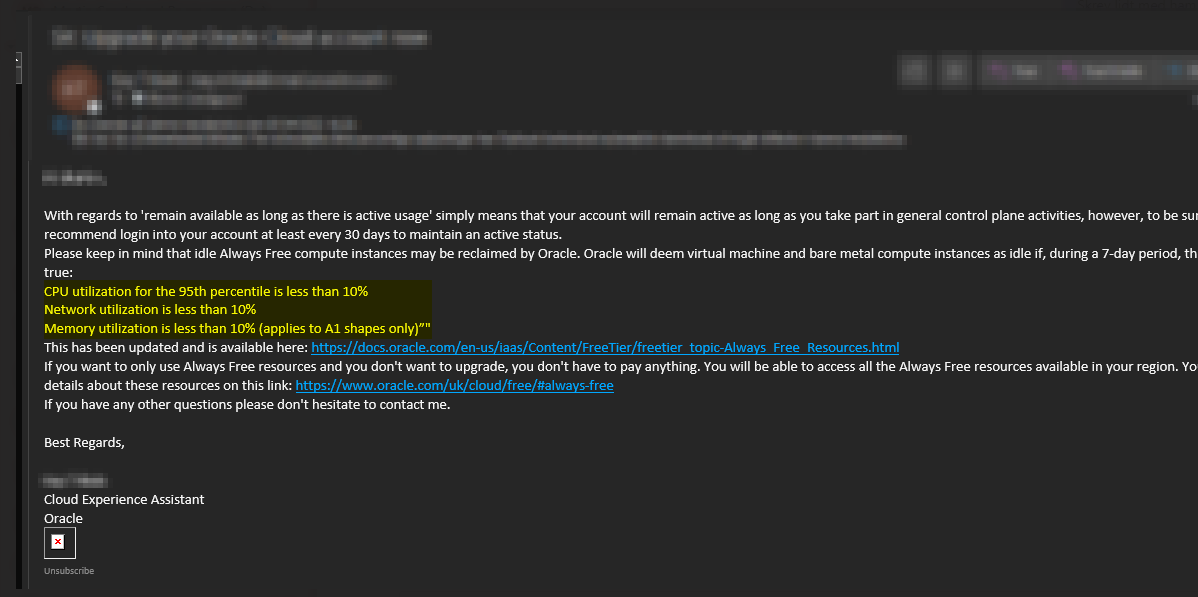 With regards to 'remain available as long as there is active usage' simply means that your account will remain active as long as you take part in general control plane activities, however, to be
recommend login into your account at least every 30 days to maintain an active status.
Please keep in mind that idle Always Free compute instances may be reclaimed by Oracle. Oracle will deem virtual machine and bare metal compute instances as idle if, during a 7-day period,
true:
CPU utilization for the 95th percentile is less than 10%
Network utilization is less than 10%
Memory utilization is less than 10% (applies to A1 shapes only)”"
This has been updated and is available here: https://docs.oracle.com/en-us/iaas/Content/FreeTier/freetier_topic-Always_Free_Resources.html
If you want to only use Always Free resources and you don't want to upgrade, you don't have to pay anything. You will be able to access all the Always Free resources available in your region.
details about these resources on this link: https://www.oracle.com/uk/cloud/free/#always-free
If you have any other questions please don't hesitate to contact me.
Best Regards,
Cloud Experience Assistant
Oracle
Unsubscribe